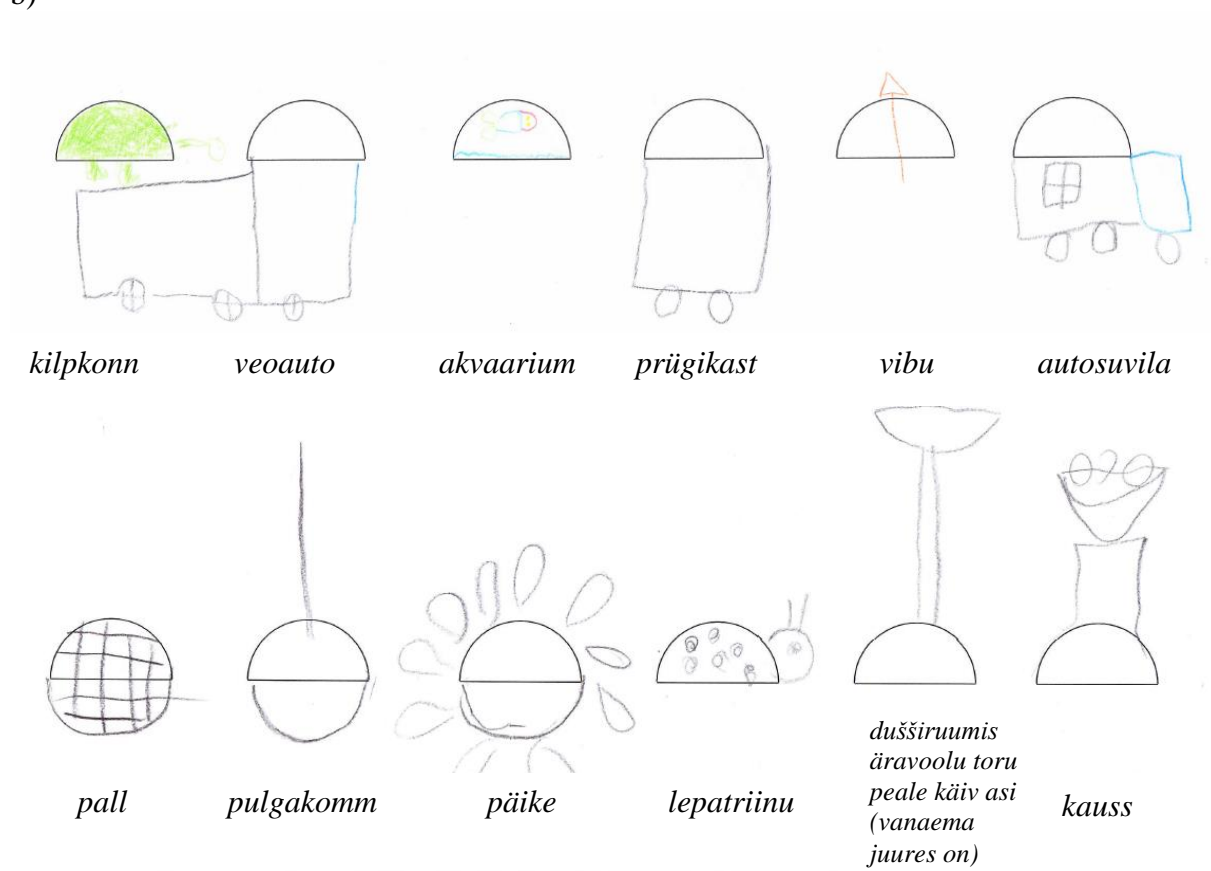 b)
kilpkonn veoauto akvaarium prügikast vibu autosuvila
pall pulgakomm päike lepatriinu
dušširuumis
äravoolu toru
peale käiv asi
(vanaema
juures on)
kauss